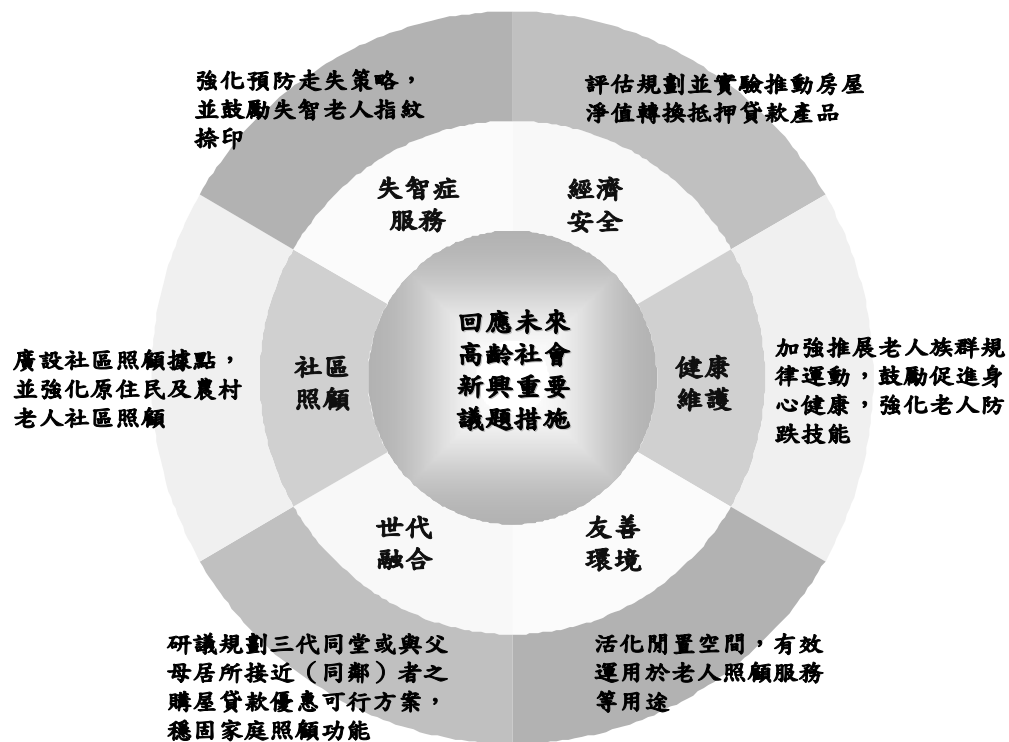 強化預防走失策略，
並鼓勵失智老人指紋
捺印
評估規劃並實驗推動房屋
淨值轉換抵押貸款產品
失智症
服務
經濟
安全
回應未來
高齡社會
新興重要
議題措施
廣設社區照顧據點，
並強化原住民及農村
老人社區照顧
社區
照顧
健康
維護
加強推展老人族群規
律運動，鼓勵促進身
心健康，強化老人防
跌技能
世代
融合
友善
環境
研議規劃三代同堂或與父
母居所接近（同鄰）者之
購屋貸款優惠可行方案，
穩固家庭照顧功能
活化閒置空間，有效
運用於老人照顧服務
等用途